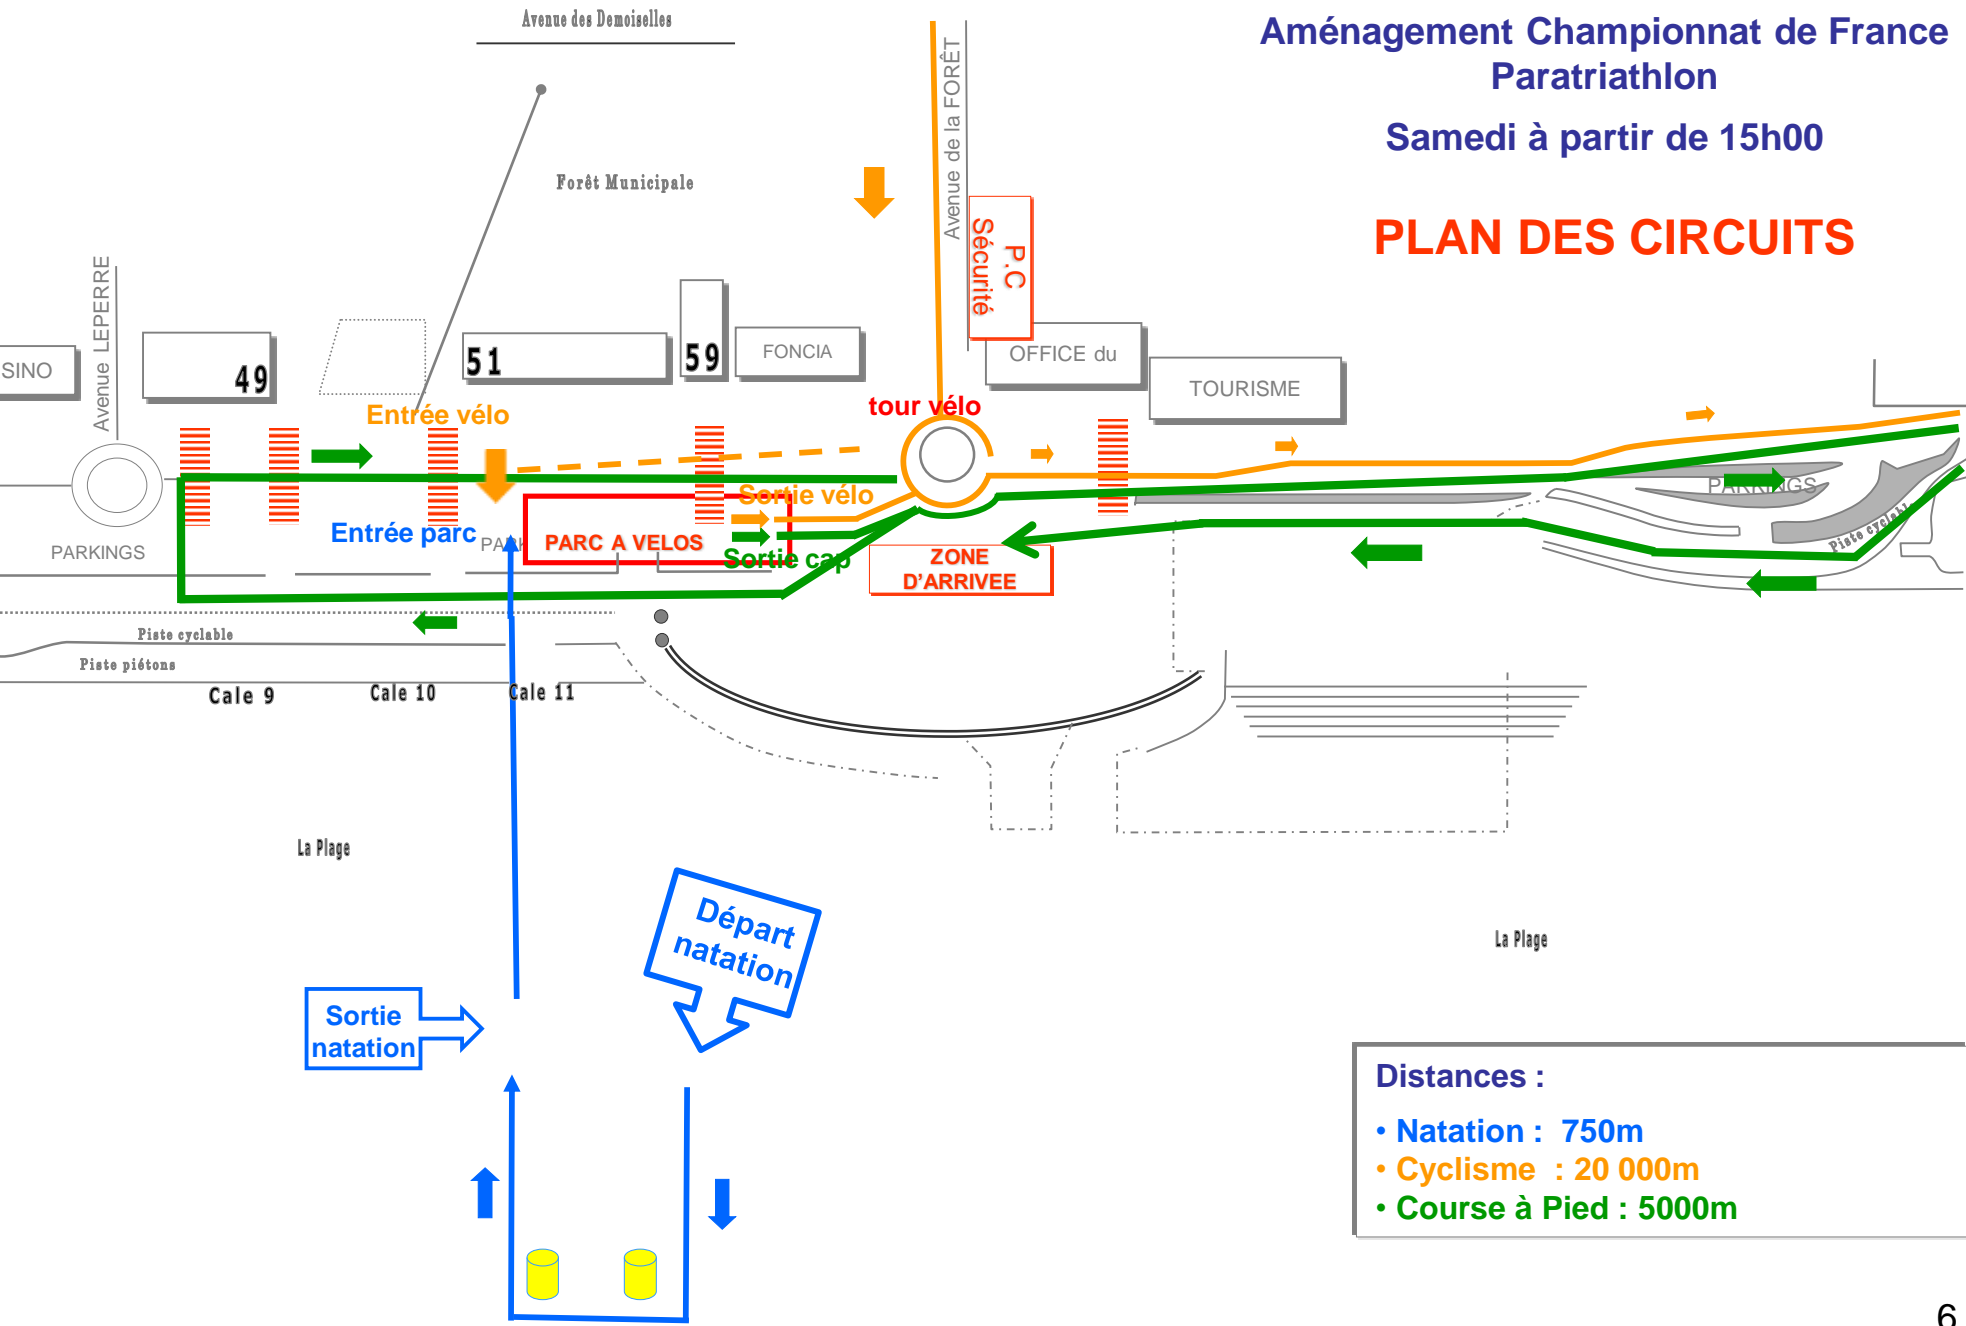 Avenue des Demoiselles
Aménagement Championnat de France
Paratriathlon
Samedi à partir de 15h00
PLAN DES CIRCUITS
Avenue de la FORÊT
Forêt Municipale
P.C
Sécurité
Avenue LEPERRE
SINO
49
51
59
FONCIA
OFFICE du
TOURISME
Entrée vélo
tour vélo
Sortie vélo
PARKINGS
Entrée parc
PARK
PARC A VELOS
Sortie cap
ZONE
D'ARRIVEE
PARKINGS
Piste cyclable
Piste cyclable
Piste piétons
Cale 9
Cale 10
Cale 11
La Plage
Départ
natation
La Plage
Sortie
natation
Distances :
• Natation : 750m
• Cyclisme : 20 000m
• Course à Pied : 5000m
6